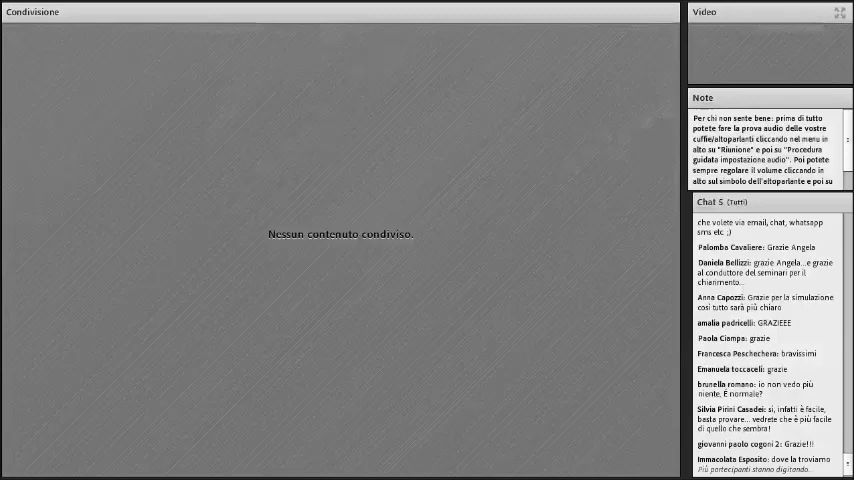 Condivisione
Nessun contenuto condiviso.
Video
Note
Per chi non sente bene: prima di tutto
potete fare la prova audio delle vostre
cuffie/altoparlanti cliccando nel menu in
alto su "Riunione" e poi su "Procedura
guidata impostazione audio". Poi potete
sempre regolare il volume cliccando in
alto sul simbolo dell'altoparlante e poi su
Chat 5 (Tutti)
che volete via email, chat, whatsapp
sms etc ;)
Palomba Cavaliere: Grazie Angela
Daniela Bellizzi: grazie Angela...e grazie
al conduttore del seminari per il
chiarimento...
Anna Capozzi: Grazie per la simulazione
così tutto sarà più chiaro
amalia padricelli: GRAZIEEE
Paola Ciampa: grazie
Francesca Peschechera: bravissimi
Emanuela toccaceli: grazie
brunella romano: io non vedo più
niente, È normale?
Silvia Pirini Casadei: sì, infatti è facile,
basta provare... vedrete che è più facile
di quello che sembra!
giovanni paolo cogoni 2: Grazie!!!
Immacolata Esposito: dove la troviamo
Più partecipanti stanno digitando...